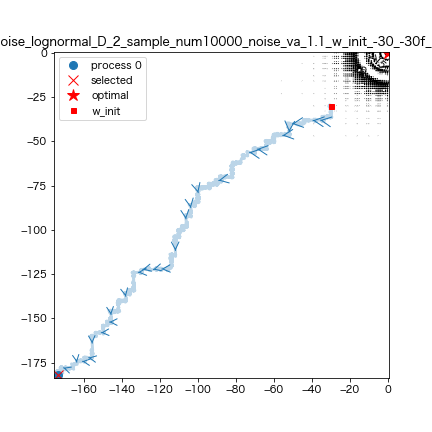 oise_lognormal_D_2_sample_num10000_noise_va_1.1_w_init_-30_-30f_
process 0
selected
optimal
w_init
0
−25
−50
−75
−100
−125
−150
−175
−160 −140 −120 −100 −80 −60 −40 −20 0